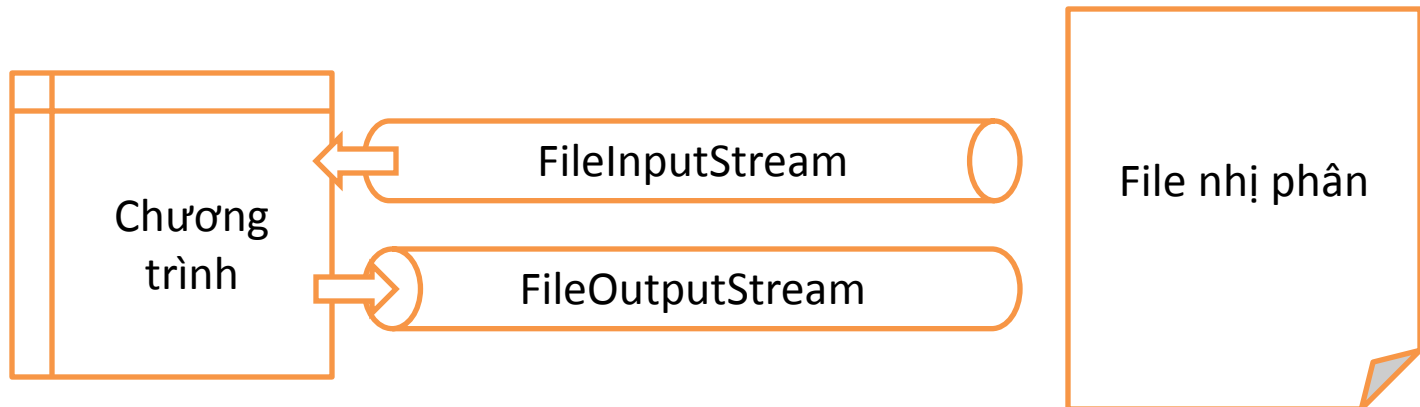 Chương
trình
FileInputStream
FileOutputStream
File nhị phân